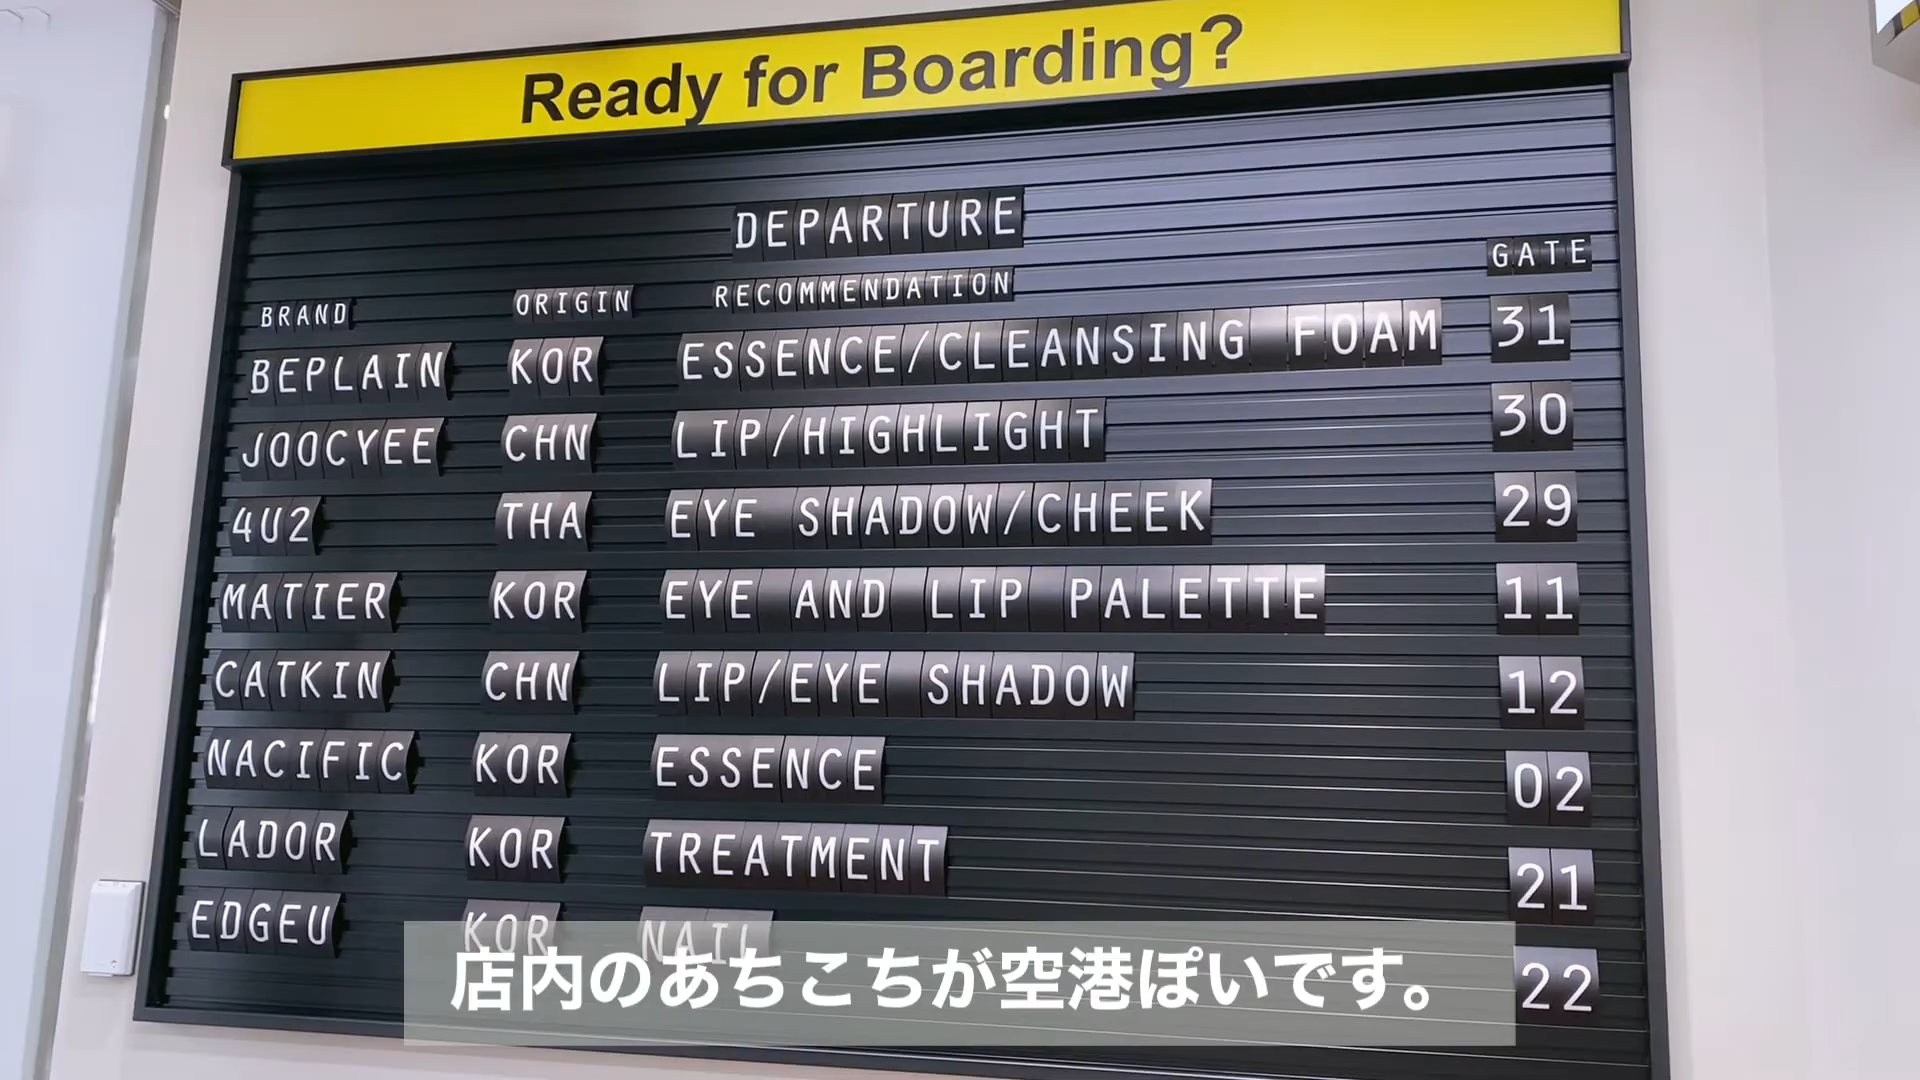 Ready for Boarding?
DEPARTURE
BRAND ORIGIN RECOMMENDATION GATE
BEPLAIN KOR ESSENCE/CLEANSING FOAM 31
JOOCYEE CHN LIP/HIGHLIGHT 30
4U2 THA EYE SHADOW/CHEEK 29
MATIER KOR EYE AND LIP PALETTE 11
CATKIN CHN LIP/EYE SHADOW 12
NACIFIC KOR ESSENCE 02
LADOR KOR TREATMENT 21
EDGEU KOR NAIL 22
店内のあちこちが空港ぽいです。